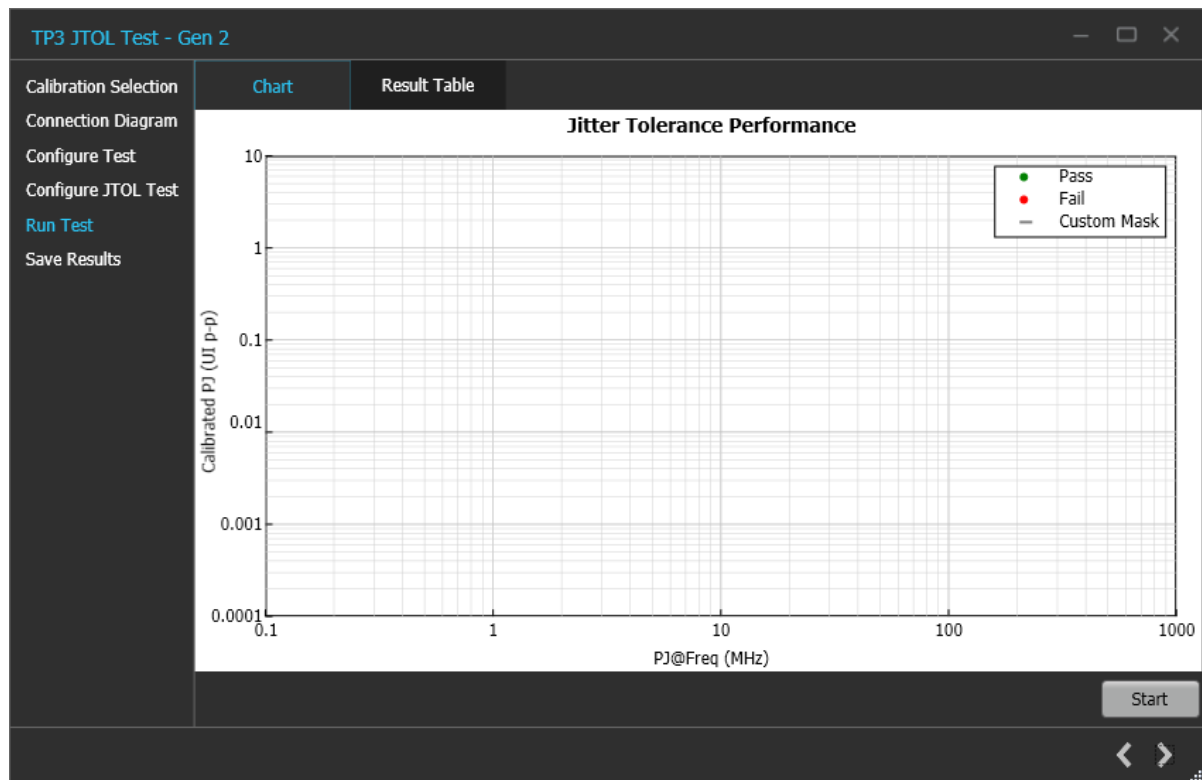 TP3 JTOL Test - Gen 2
Calibration Selection
Connection Diagram
Configure Test
Configure JTOL Test
Run Test
Save Results
Chart
Result Table
Jitter Tolerance Performance
Calibrated PJ (UI p-p)
10
1
0.1
0.01
0.001
0.0001
Pass
Fail
Custom Mask
0.1
1
10
100
1000
PJ@Freq (MHz)
Start